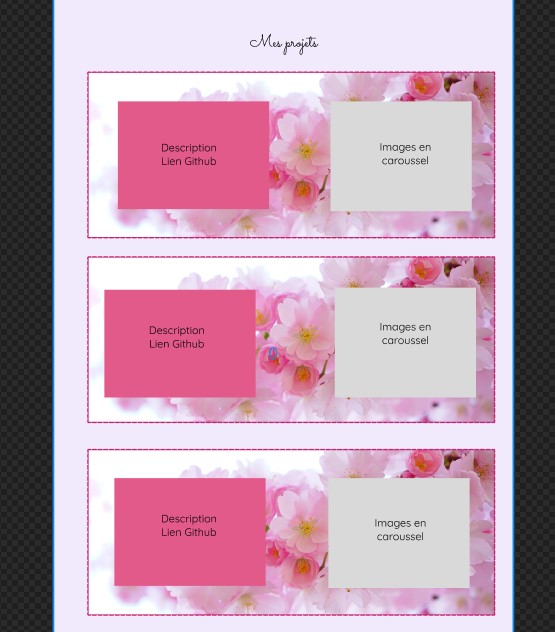 Mes projets
Description
Lien Github
Images en
caroussel
Description
Lien Github
Images en
caroussel
Description
Lien Github
Images en
caroussel